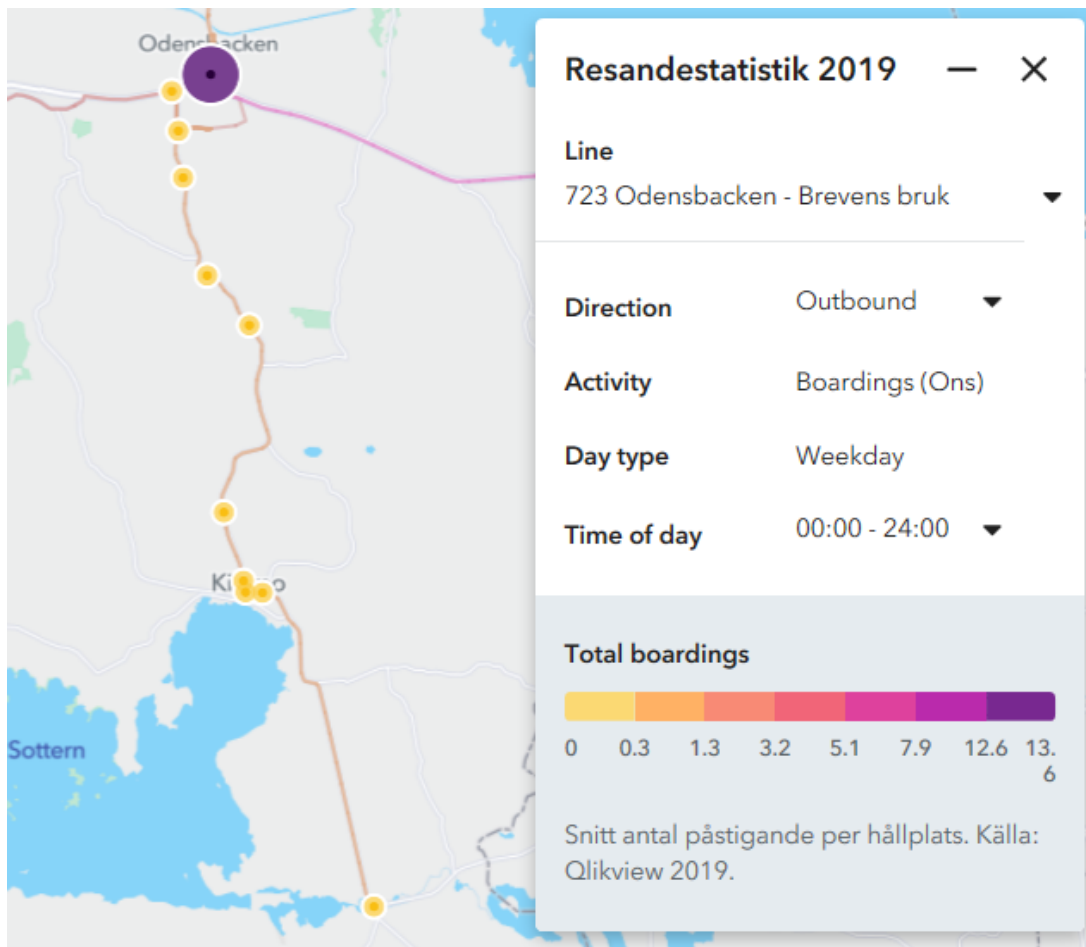 Odensbacken
Sottern
Resandestatistik 2019
Line
723 Odensbacken - Brevens bruk
Direction
Outbound
Activity
Boardings (Ons)
Day type
Weekday
Time of day
00:00 - 24:00
Total boardings
0 0.3 1.3 3.2 5.1 7.9 12.6 13.
6
Snitt antal påstigande per hållplats. Källa:
Qlikview 2019.